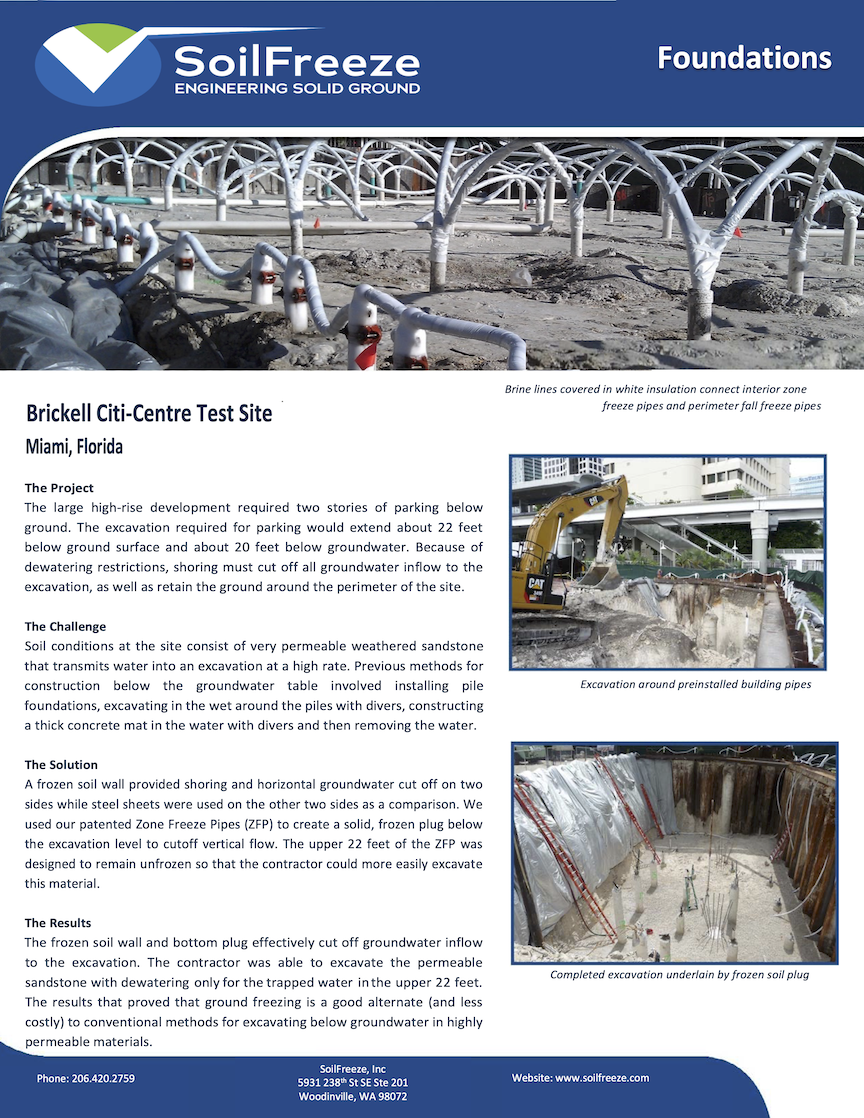 SoilFreeze
ENGINEERING SOLID GROUND
Foundations
Brine lines covered in white insulation connect interior zone
freeze pipes and perimeter fall freeze pipes
Brickell Citi-Centre Test Site
Miami, Florida
The Project
The large high-rise development required two stories of parking below
ground. The excavation required for parking would extend about 22 feet
below ground surface and about 20 feet below groundwater. Because of
dewatering restrictions, shoring must cut off all groundwater inflow to the
excavation, as well as retain the ground around the perimeter of the site.
The Challenge
Soil conditions at the site consist of very permeable weathered sandstone
that transmits water into an excavation at a high rate. Previous methods for
construction below the groundwater table involved installing pile
foundations, excavating in the wet around the piles with divers, constructing
a thick concrete mat in the water with divers and then removing the water.
The Solution
A frozen soil wall provided shoring and horizontal groundwater cut off on two
sides while steel sheets were used on the other two sides as a comparison. We
used our patented Zone Freeze Pipes (ZFP) to create a solid, frozen plug below
the excavation level to cutoff vertical flow. The upper 22 feet of the ZFP was
designed to remain unfrozen so that the contractor could more easily excavate
this material.
The Results
The frozen soil wall and bottom plug effectively cut off groundwater inflow
to the excavation. The contractor was able to excavate the permeable
sandstone with dewatering only for the trapped water in the upper 22 feet.
The results that proved that ground freezing is a good alternate (and less
costly) to conventional methods for excavating below groundwater in highly
permeable materials.
CAT
CAT
Excavation around preinstalled building pipes
Completed excavation underlain by frozen soil plug
Phone: 206.420.2759
SoilFreeze, Inc
5931 238th St SE Ste 201
Woodinville, WA 98072
Website: www.soilfreeze.com